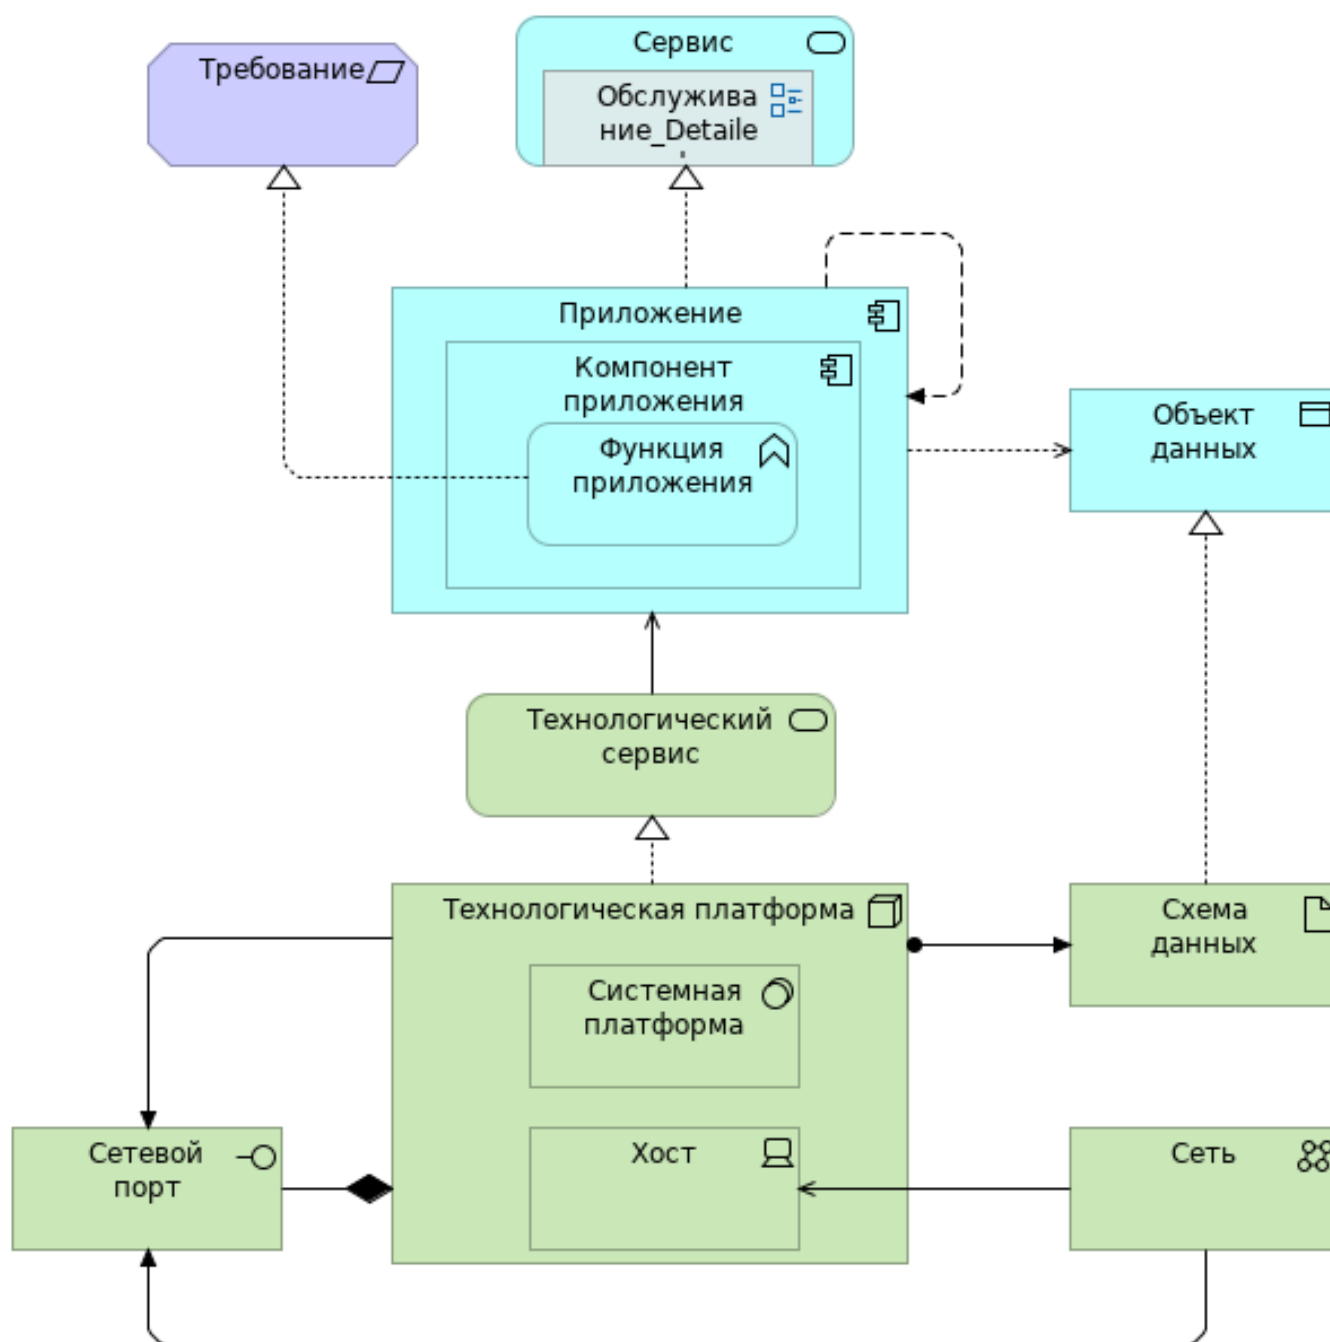 Требование
Сервис
Обслужива
ние_Detaile
Приложение
Компонент
приложения
Функция
приложения
Объект
данных
Технологический
сервис
Технологическая платформа
Системная
платформа
Схема
данных
Сетевой
порт
Хост
Сеть